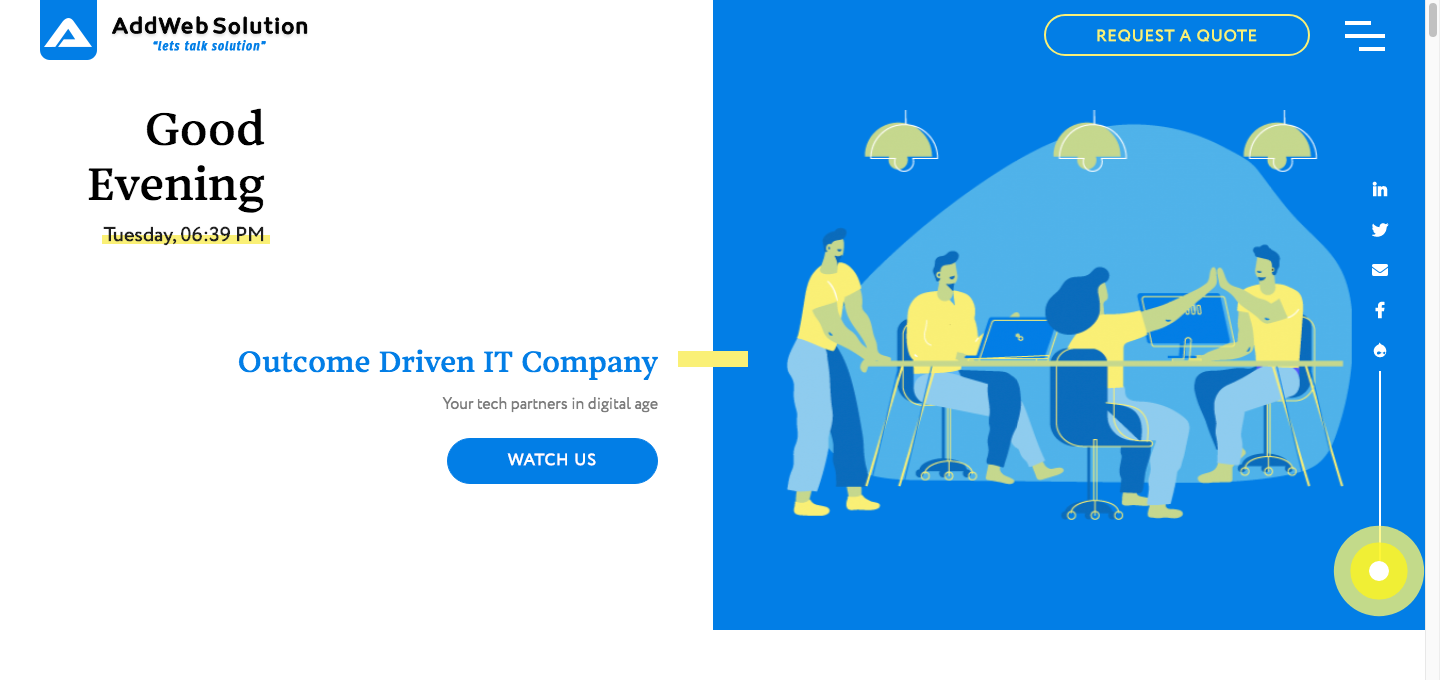 AddWeb Solution
"lets talk solution"
REQUEST A QUOTE
Good
Evening
Tuesday, 06:39 PM
Outcome Driven IT Company
Your tech partners in digital age
WATCH US